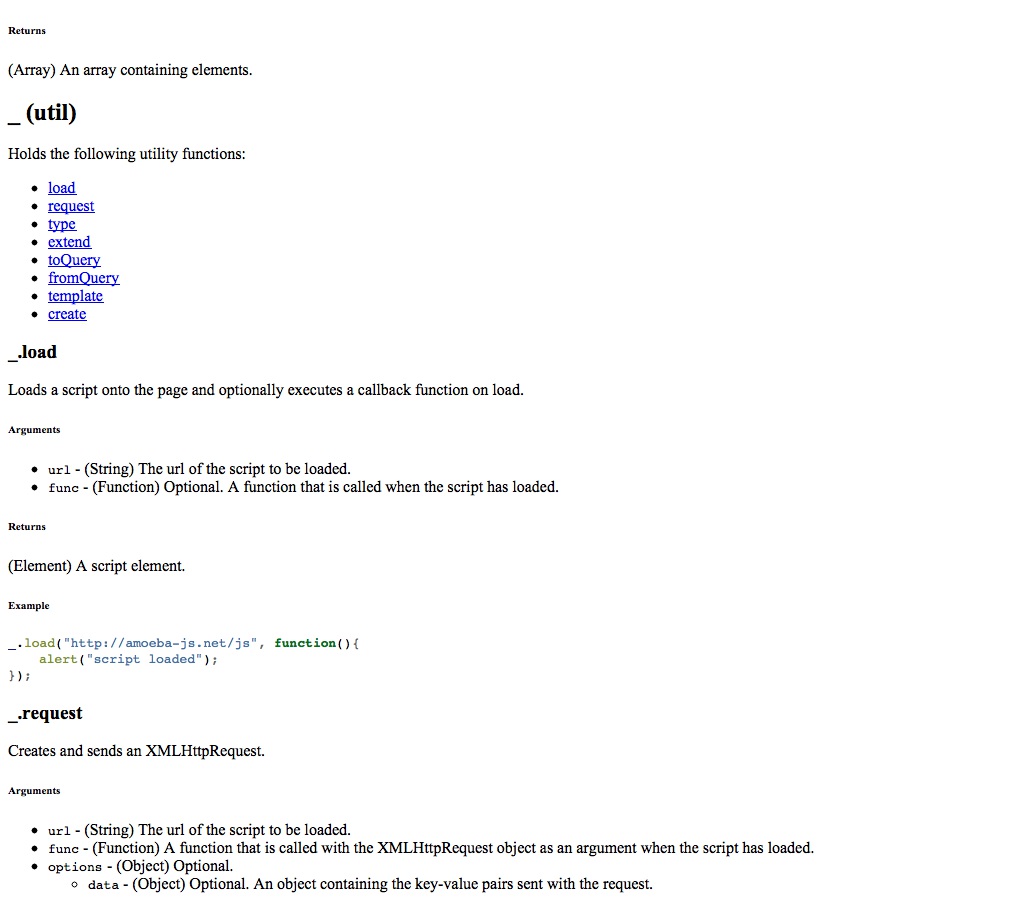 Returns
(Array) An array containing elements.
_ (util)
Holds the following utility functions:
load
request
type
extend
toQuery
fromQuery
template
create
_.load
Loads a script onto the page and optionally executes a callback function on load.
Arguments
url - (String) The url of the script to be loaded.
func - (Function) Optional. A function that is called when the script has loaded.
Returns
(Element) A script element.
Example
_.load("http://amoeba-js.net/js", function(){
    alert("script loaded");
});
_.request
Creates and sends an XMLHttpRequest.
Arguments
url - (String) The url of the script to be loaded.
func - (Function) A function that is called with the XMLHttpRequest object as an argument when the script has loaded.
options - (Object) Optional.
data - (Object) Optional. An object containing the key-value pairs sent with the request.